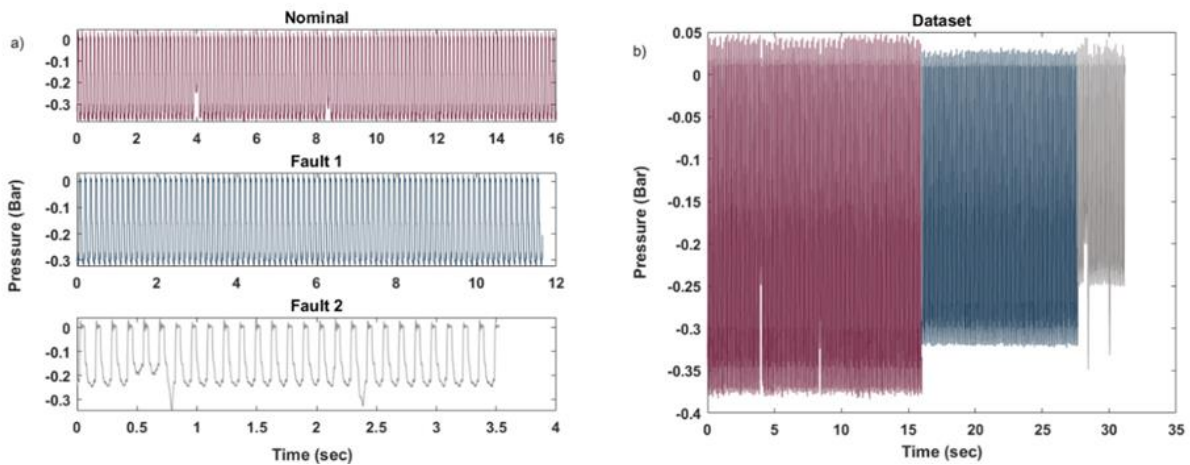 a)
Nominal
0
-0.1
-0.2
-0.3
0 2 4 6 8 10 12 14 16
Pressure (Bar)
Fault 1
0
-0.1
-0.2
-0.3
0 2 4 6 8 10 12
Fault 2
0
-0.1
-0.2
-0.3
0 0.5 1 1.5 2 2.5 3 3.5 4
Time (sec)
b)
Dataset
Pressure (Bar)
0.05
0
-0.05
-0.1
-0.15
-0.2
-0.25
-0.3
-0.35
-0.4
0 5 10 15 20 25 30 35
Time (sec)